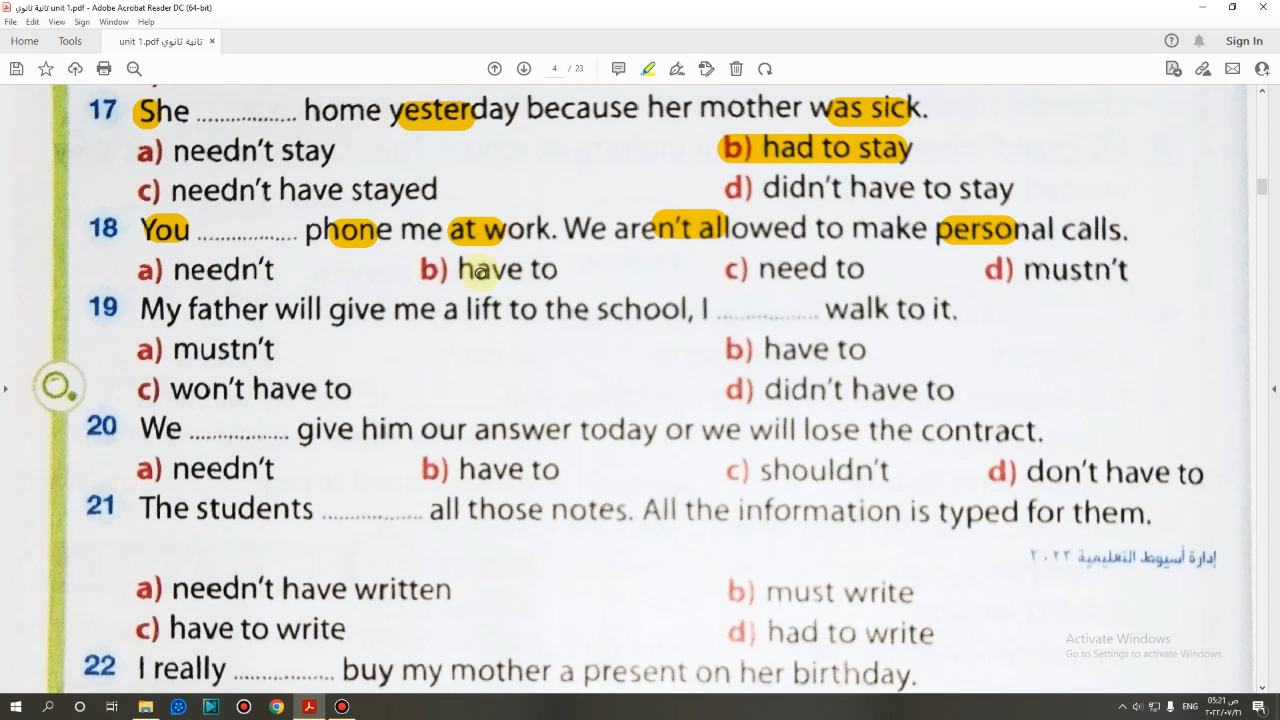 ثانية ثانوي unit 1.pdf - Adobe Acrobat Reader DC (64-bit)
File Edit View Sign Window Help
Home Tools ثانية ثانوي unit 1.pdf ×
Sign In
4 / 23
17 She .............. home yesterday because her mother was sick.
a) needn't stay b) had to stay
c) needn't have stayed d) didn't have to stay
18 You .............. phone me at work. We aren't allowed to make personal calls.
a) needn't b) have to c) need to d) mustn't
19 My father will give me a lift to the school, I .............. walk to it.
a) mustn't b) have to
c) won't have to d) didn't have to
20 We .............. give him our answer today or we will lose the contract.
a) needn't b) have to c) shouldn't d) don't have to
21 The students .............. all those notes. All the information is typed for them.
إدارة أسيوط التعليمية ٢٠٢٢
a) needn't have written b) must write
c) have to write d) had to write
22 I really .............. buy my mother a present on her birthday.
Activate Windows
Go to Settings to activate Windows.
ENG
05:21 ص